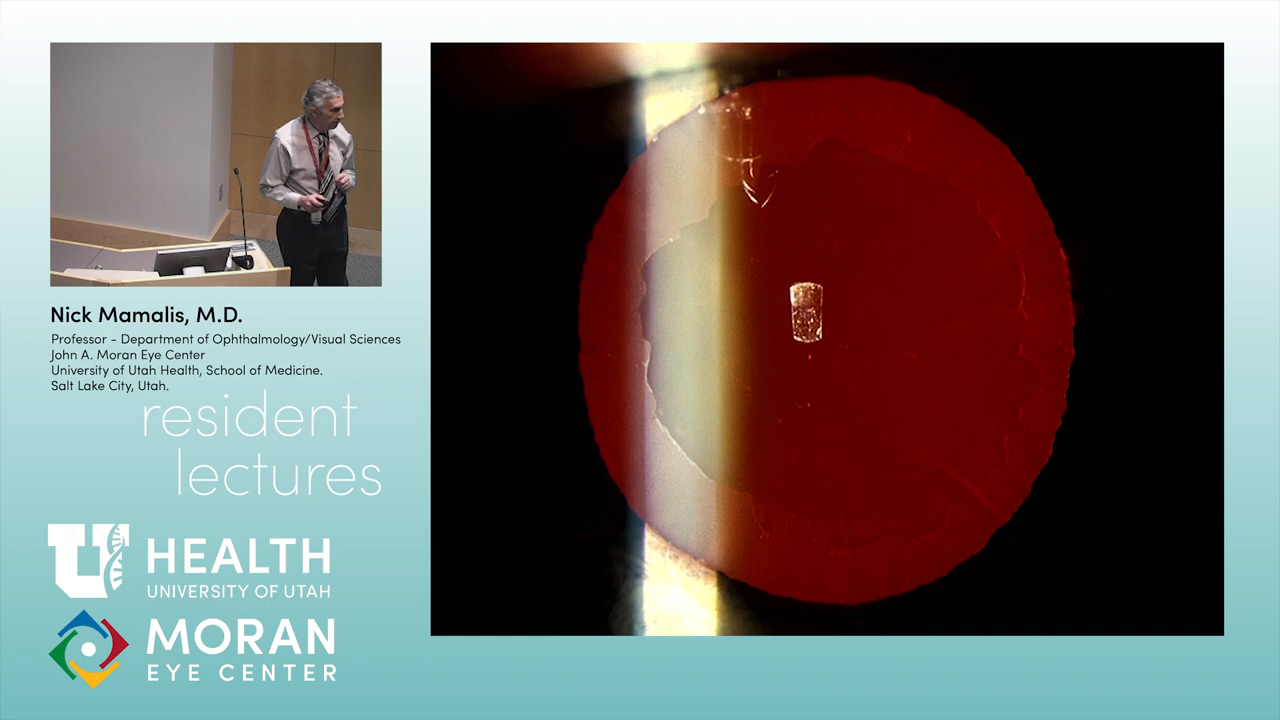 Nick Mamalis, M.D.
Professor - Department of Ophthalmology/Visual Sciences
John A. Moran Eye Center
University of Utah Health, School of Medicine.
Salt Lake City, Utah.
resident
lectures
U HEALTH
UNIVERSITY OF UTAH
MORAN
EYE CENTER